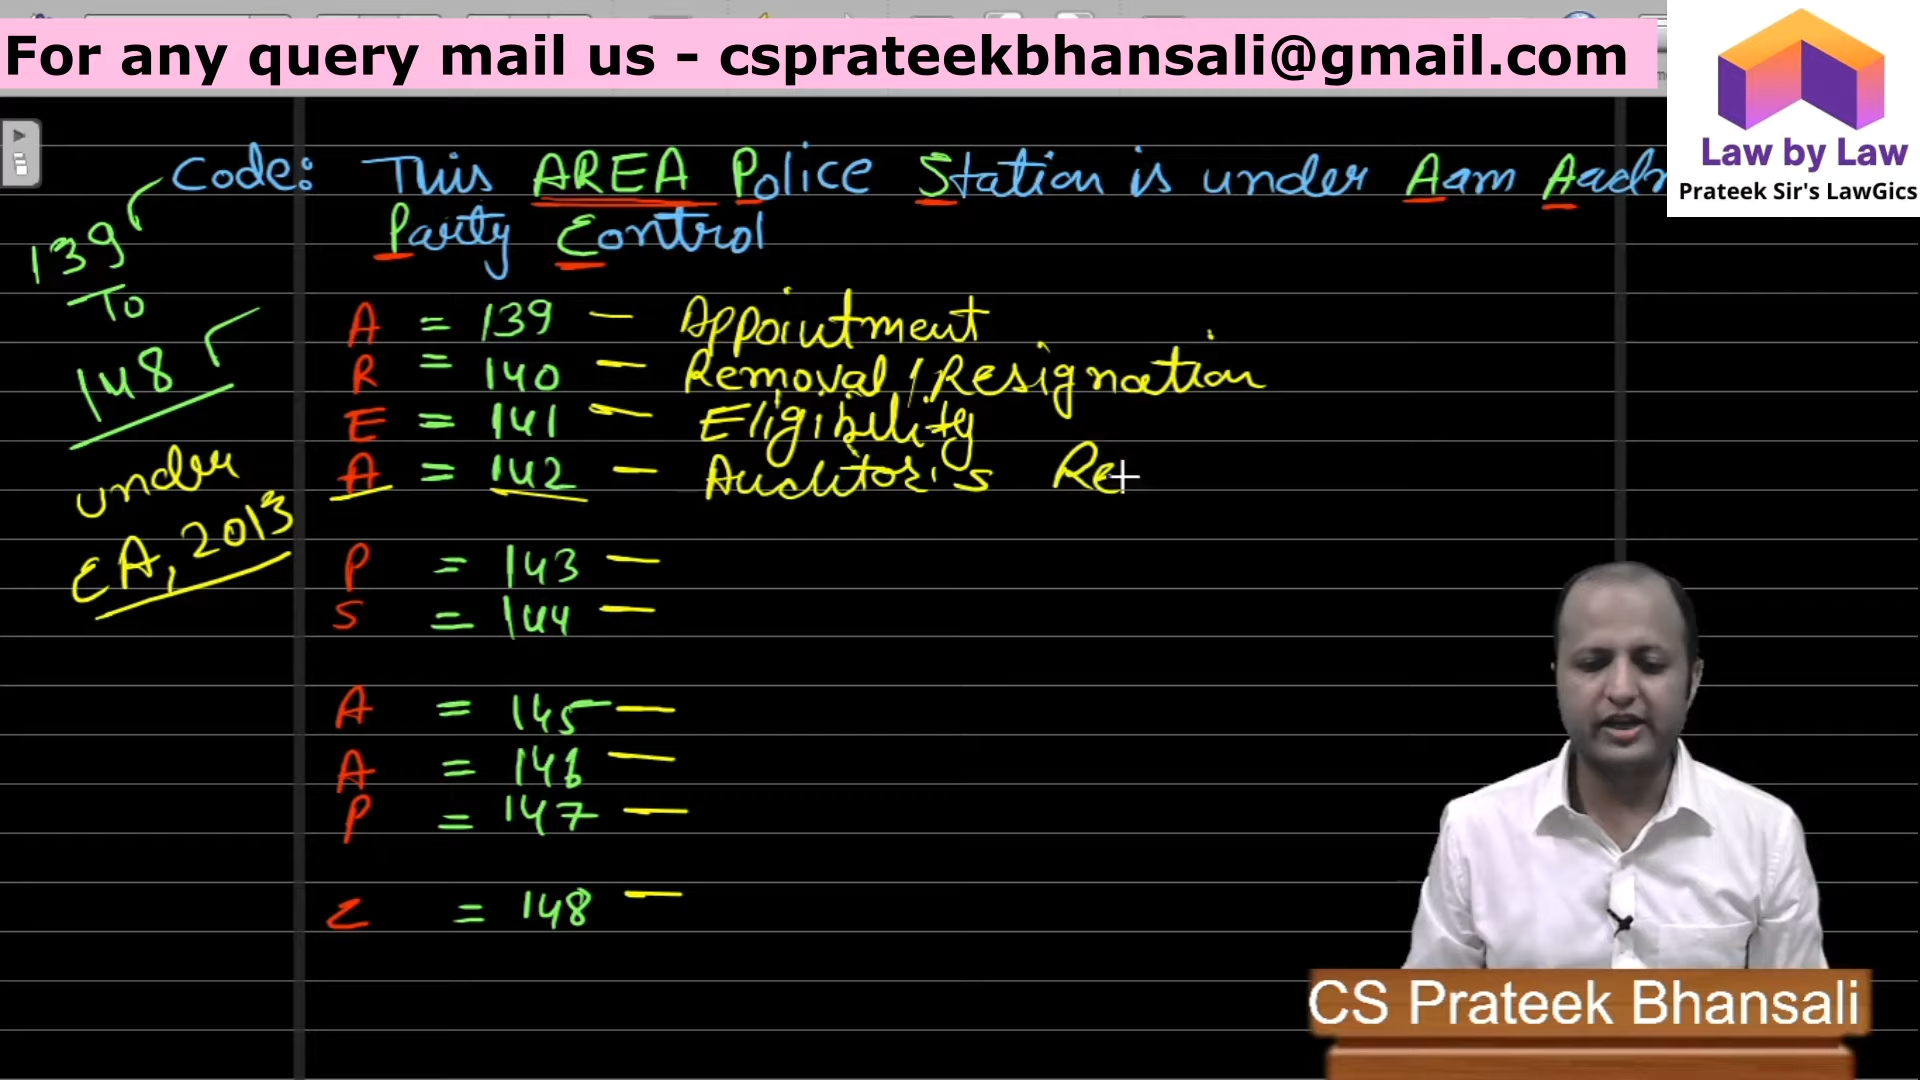 For any query mail us - csprateekbhansali@gmail.com
Law by Law
Prateek Sir's LawGics
Code: This AREA Police Station is under Aam
Party Control
139
To
148
under
CA, 2013
A = 139 — Appointment
R = 140 — Removal / Resignation
E = 141 — Eligibility
A = 142 — Auditor's Re
P = 143 —
S = 144 —
A = 145 —
A = 146 —
P = 147 —
C = 148 —
CS Prateek Bhansali